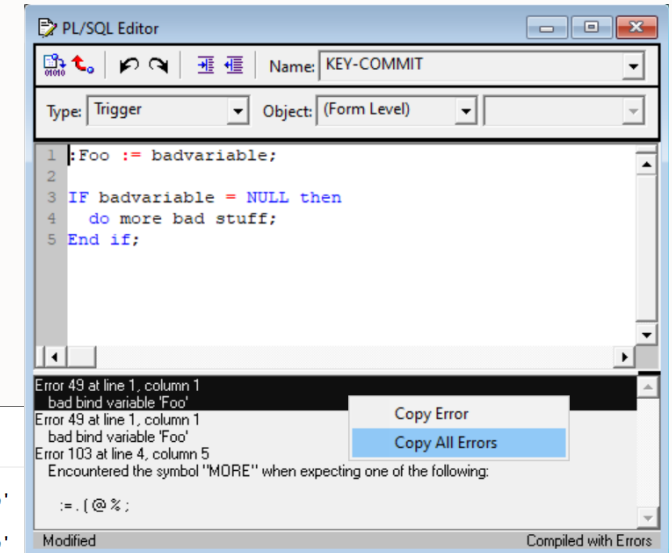 PL/SQL Editor
Name: KEY-COMMIT
Type: Trigger Object: (Form Level)
1 :Foo := badvariable;
2
3 IF badvariable = NULL then
4 do more bad stuff;
5 End if;
Error 49 at line 1, column 1
bad bind variable 'Foo'
Error 49 at line 1, column 1
bad bind variable 'Foo'
Error 103 at line 4, column 5
Encountered the symbol "MORE" when expecting one of the following:
:= . ( @ % ;
Copy Error
Copy All Errors
Modified Compiled with Errors